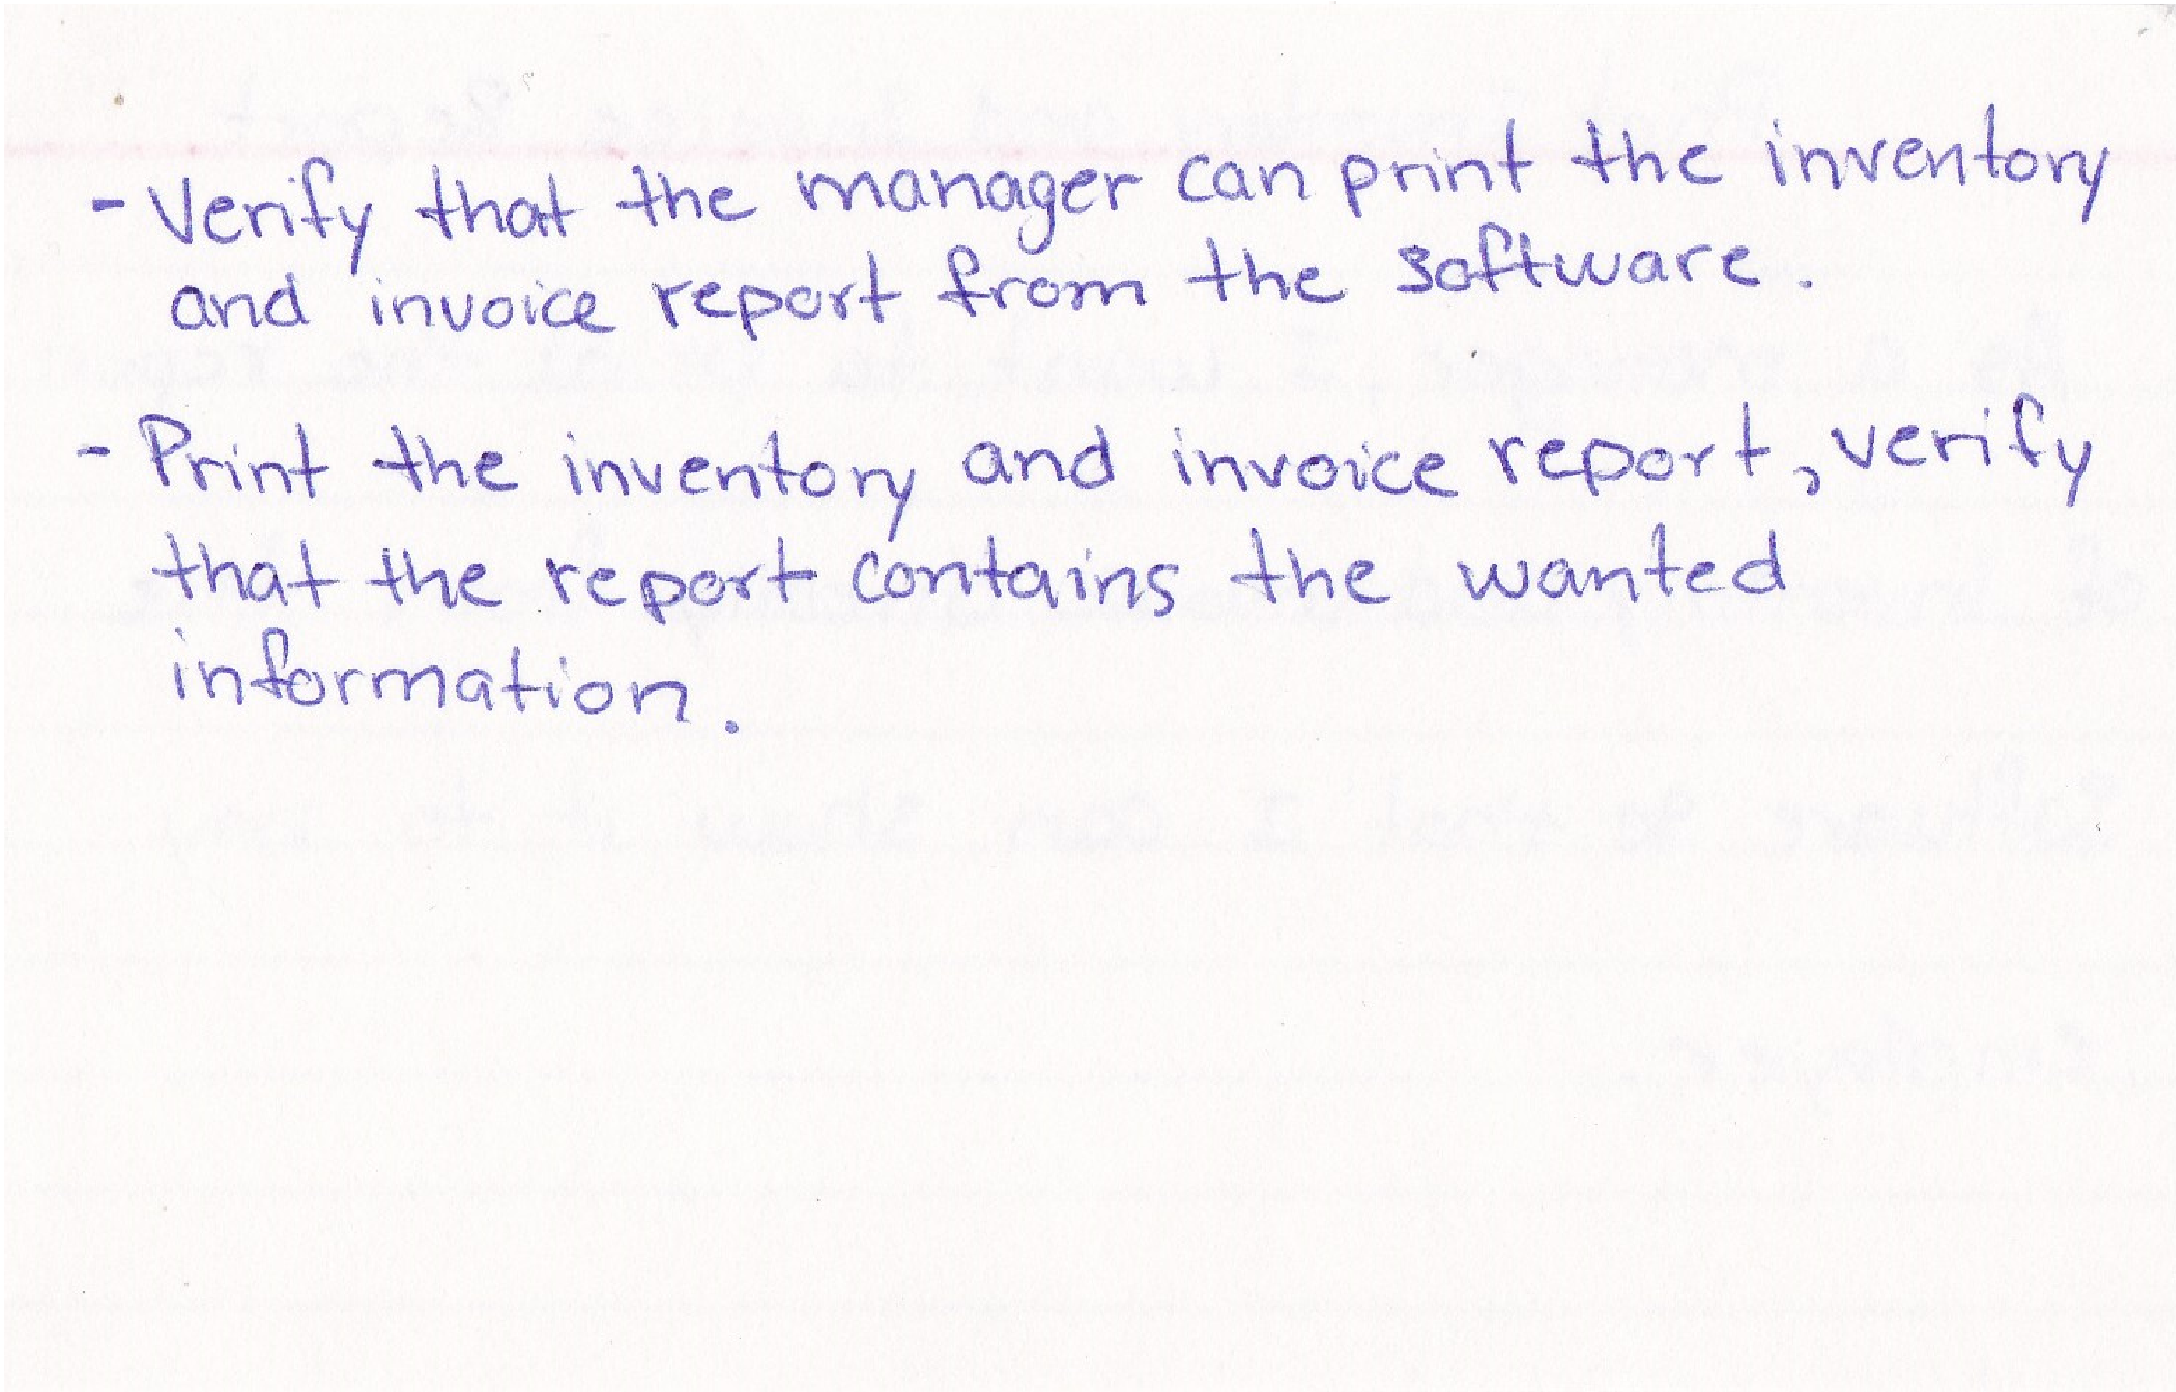 - Verify that the manager can print the inventory
and invoice report from the software.
- Print the inventory and invoice report, verify
that the report contains the wanted
information.